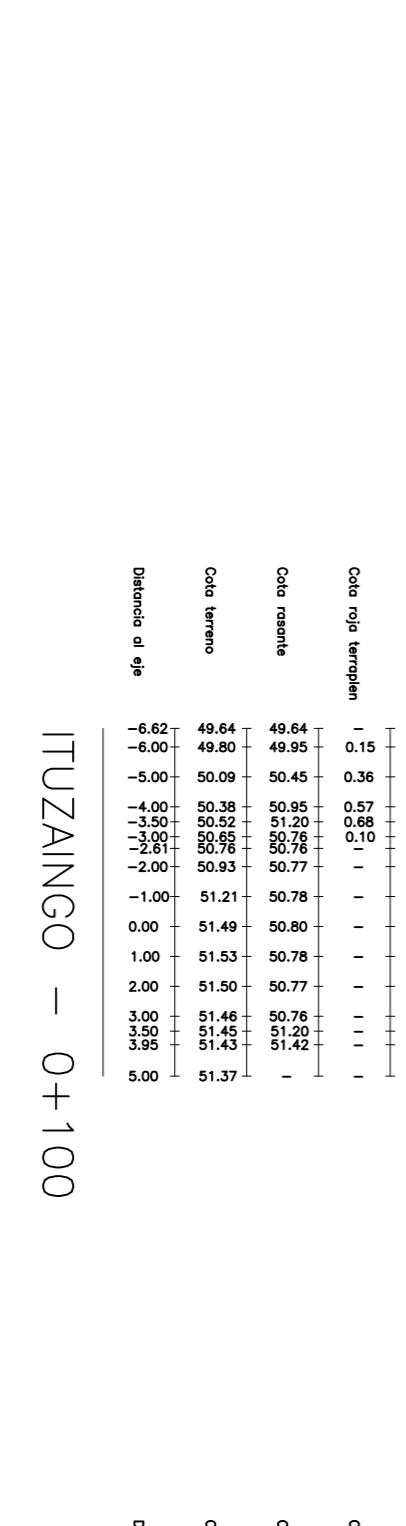 Distancia al eje Cota terreno Cota rasante Cota roja terraplen
-6.62 49.64 49.64 -
-6.00 49.80 49.95 0.15
-5.00 50.09 50.45 0.36
-4.00 50.38 50.95 0.57
-3.50 50.52 51.20 0.68
-3.00 50.65 50.76 0.10
-2.61 50.76 50.76 -
-2.00 50.93 50.77 -
-1.00 51.21 50.78 -
0.00 51.49 50.80 -
1.00 51.53 50.78 -
2.00 51.50 50.77 -
3.00 51.46 50.76 -
3.50 51.45 51.20 -
3.95 51.43 51.42 -
5.00 51.37 - -
ITUZAINGO - 0+100